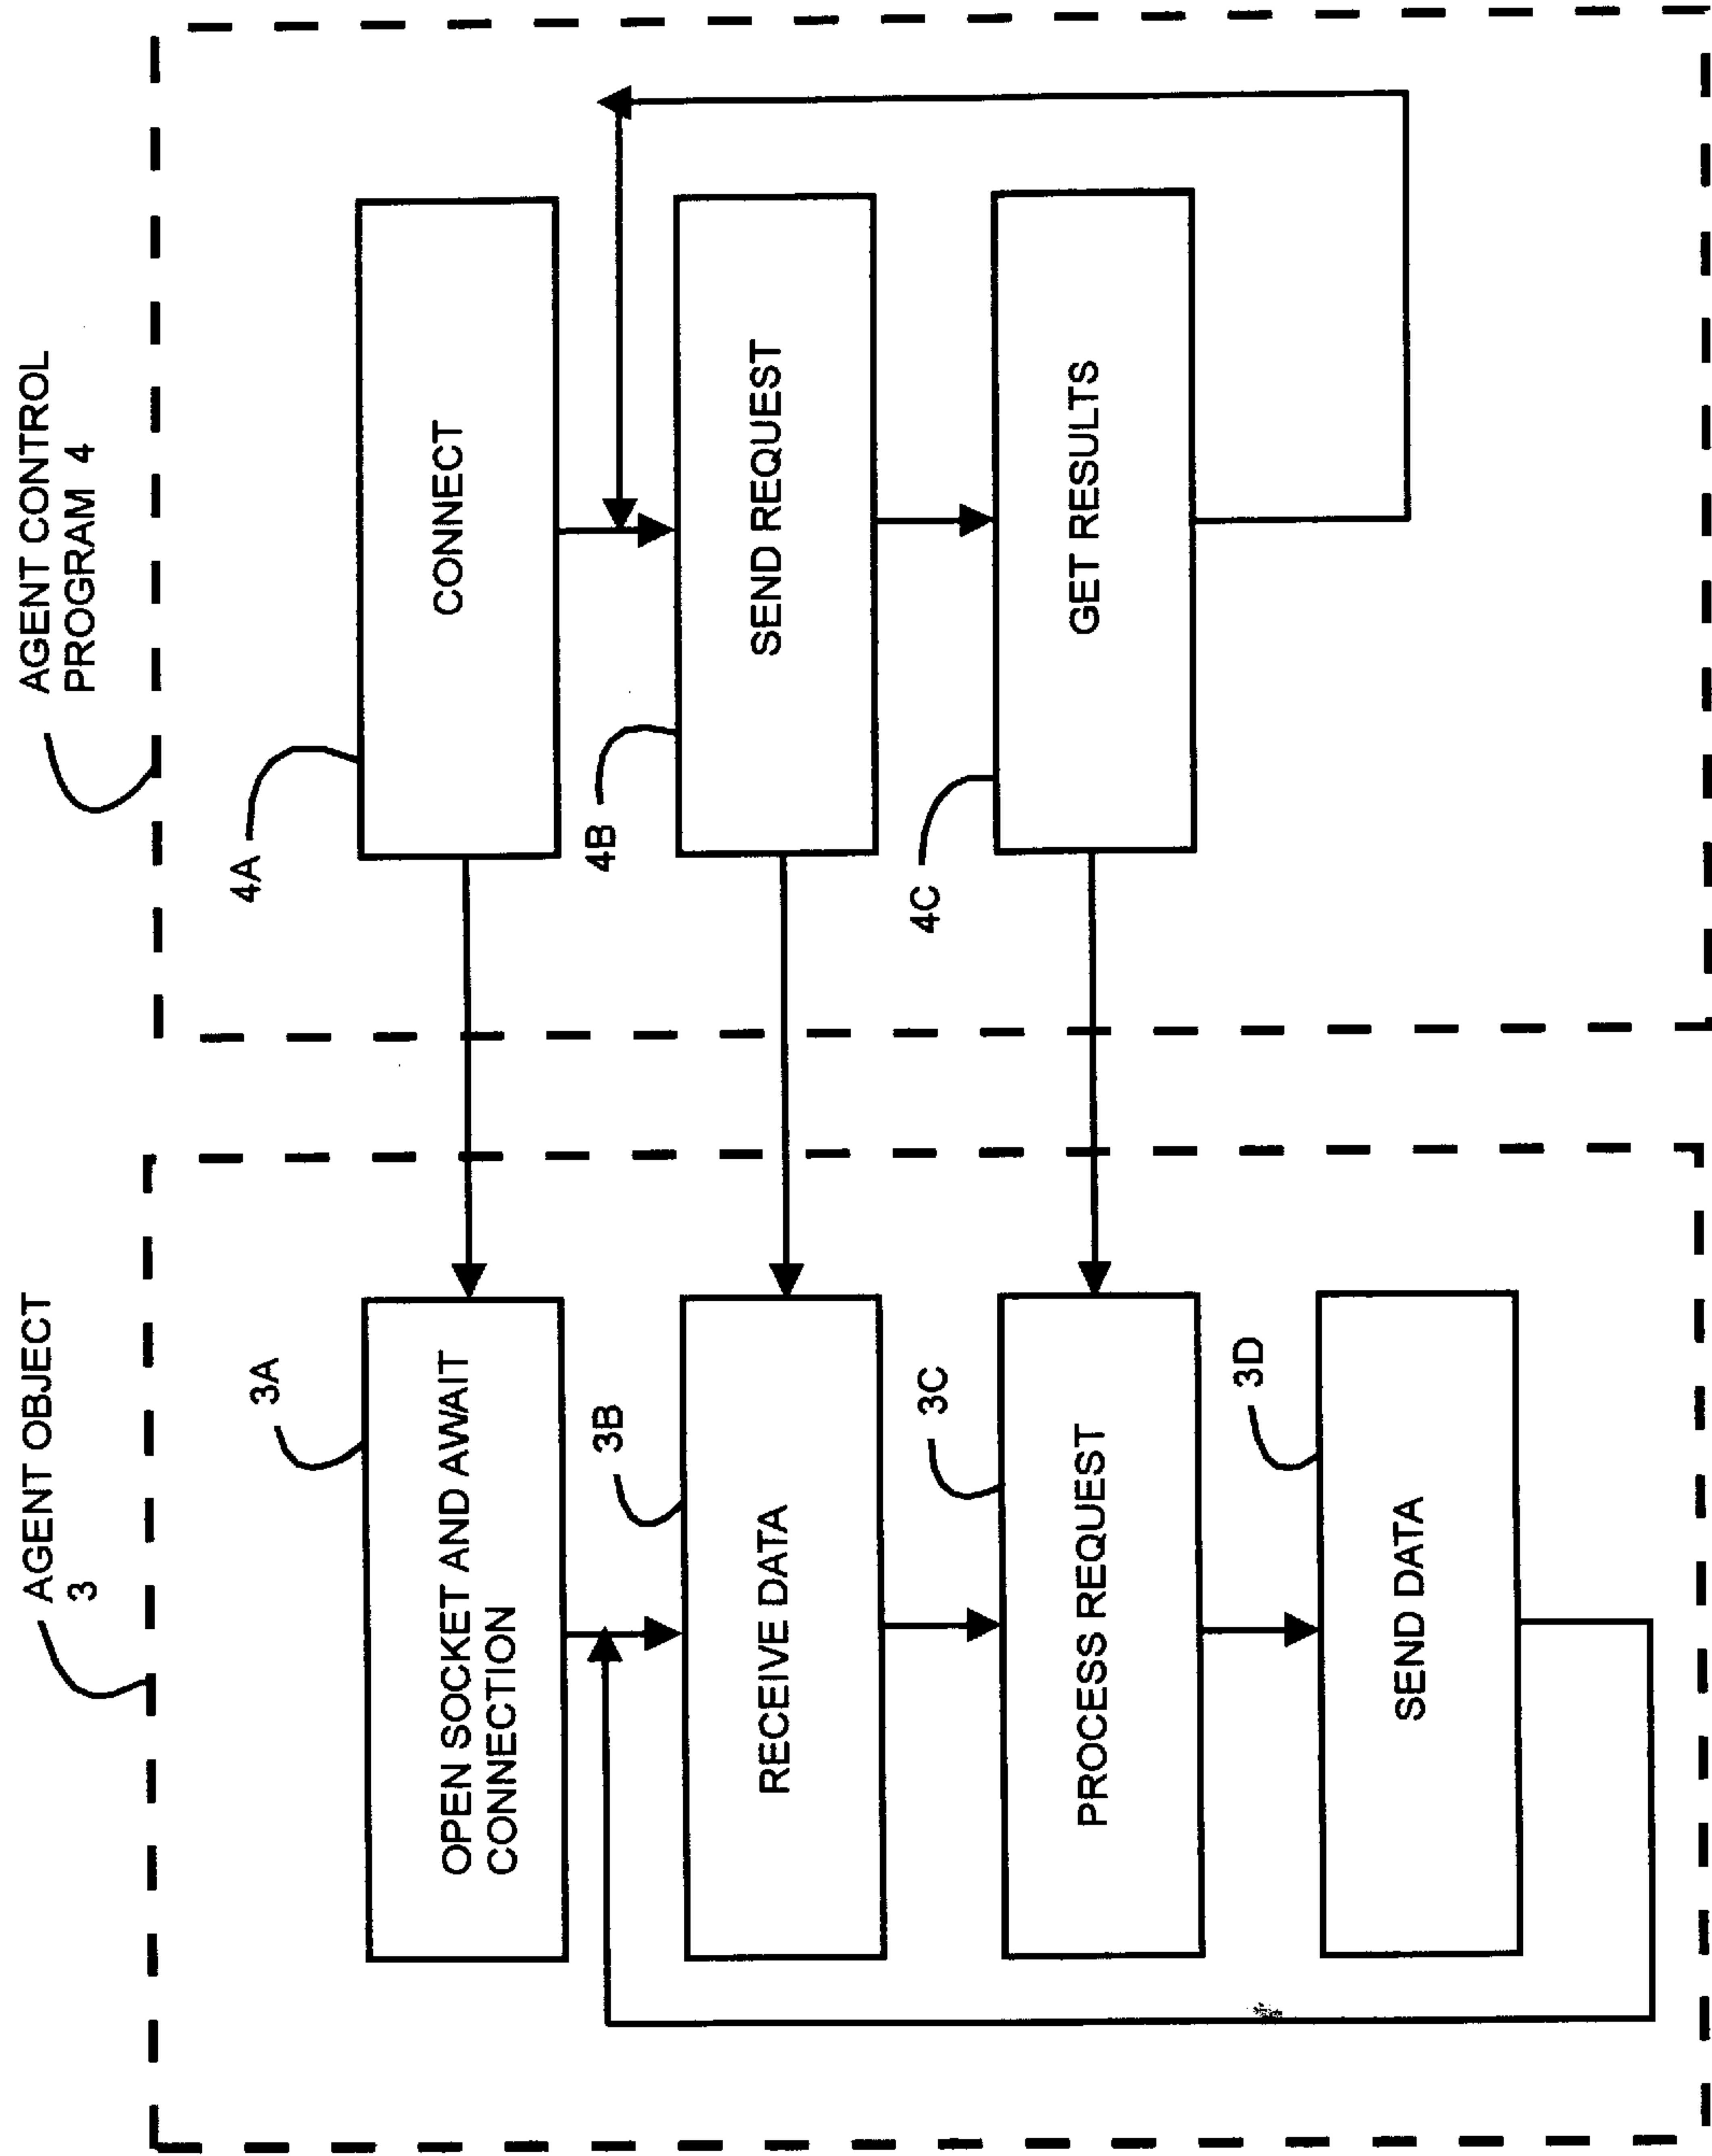 AGENT OBJECT
3
3A
OPEN SOCKET AND AWAIT
CONNECTION
3B
RECEIVE DATA
3C
PROCESS REQUEST
3D
SEND DATA
AGENT CONTROL
PROGRAM 4
4A
CONNECT
4B
SEND REQUEST
4C
GET RESULTS